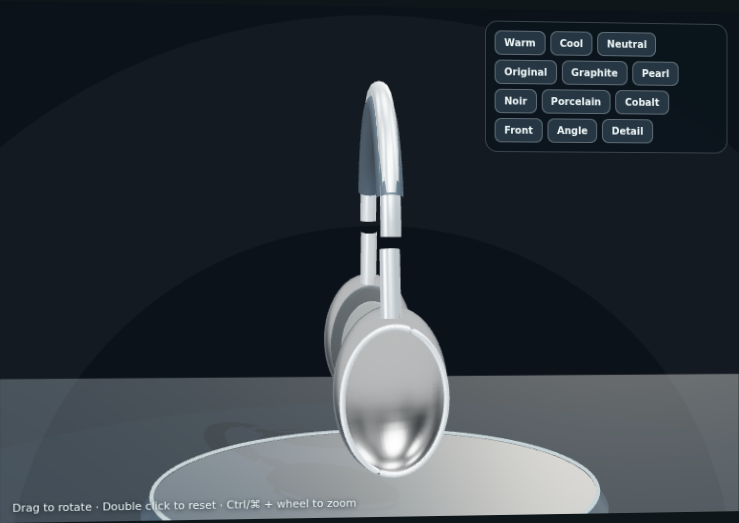 Warm Cool Neutral
Original Graphite Pearl
Noir Porcelain Cobalt
Front Angle Detail
Drag to rotate · Double click to reset · Ctrl/⌘ + wheel to zoom